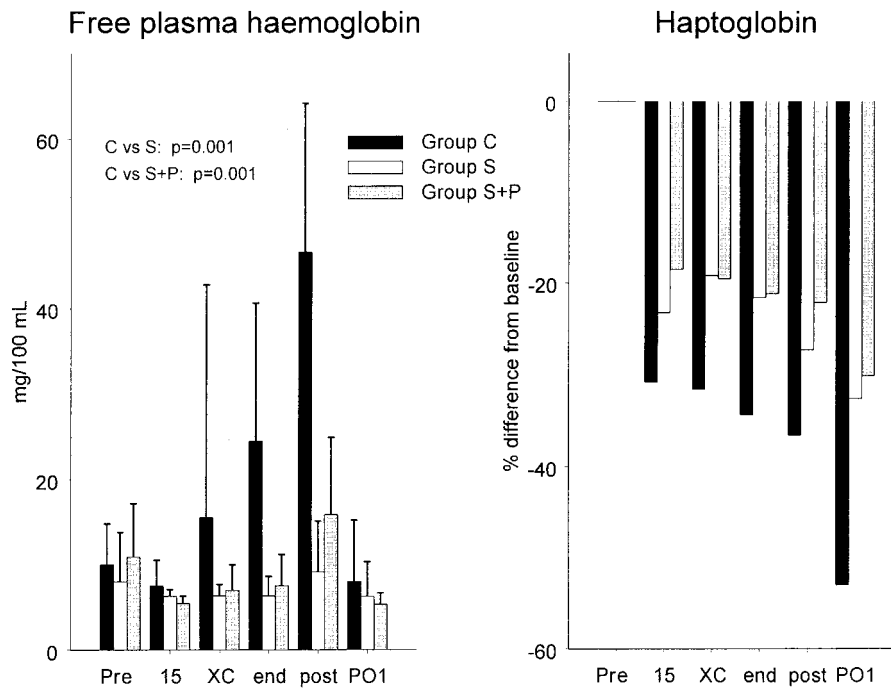 Free plasma haemoglobin
60
40
20
0
mg/100 mL
C vs S: p=0.001
C vs S+P: p=0.001
Group C
Group S
Group S+P
Pre 15 XC end post PO1
Haptoglobin
0
-20
-40
-60
% difference from baseline
Pre 15 XC end post PO1